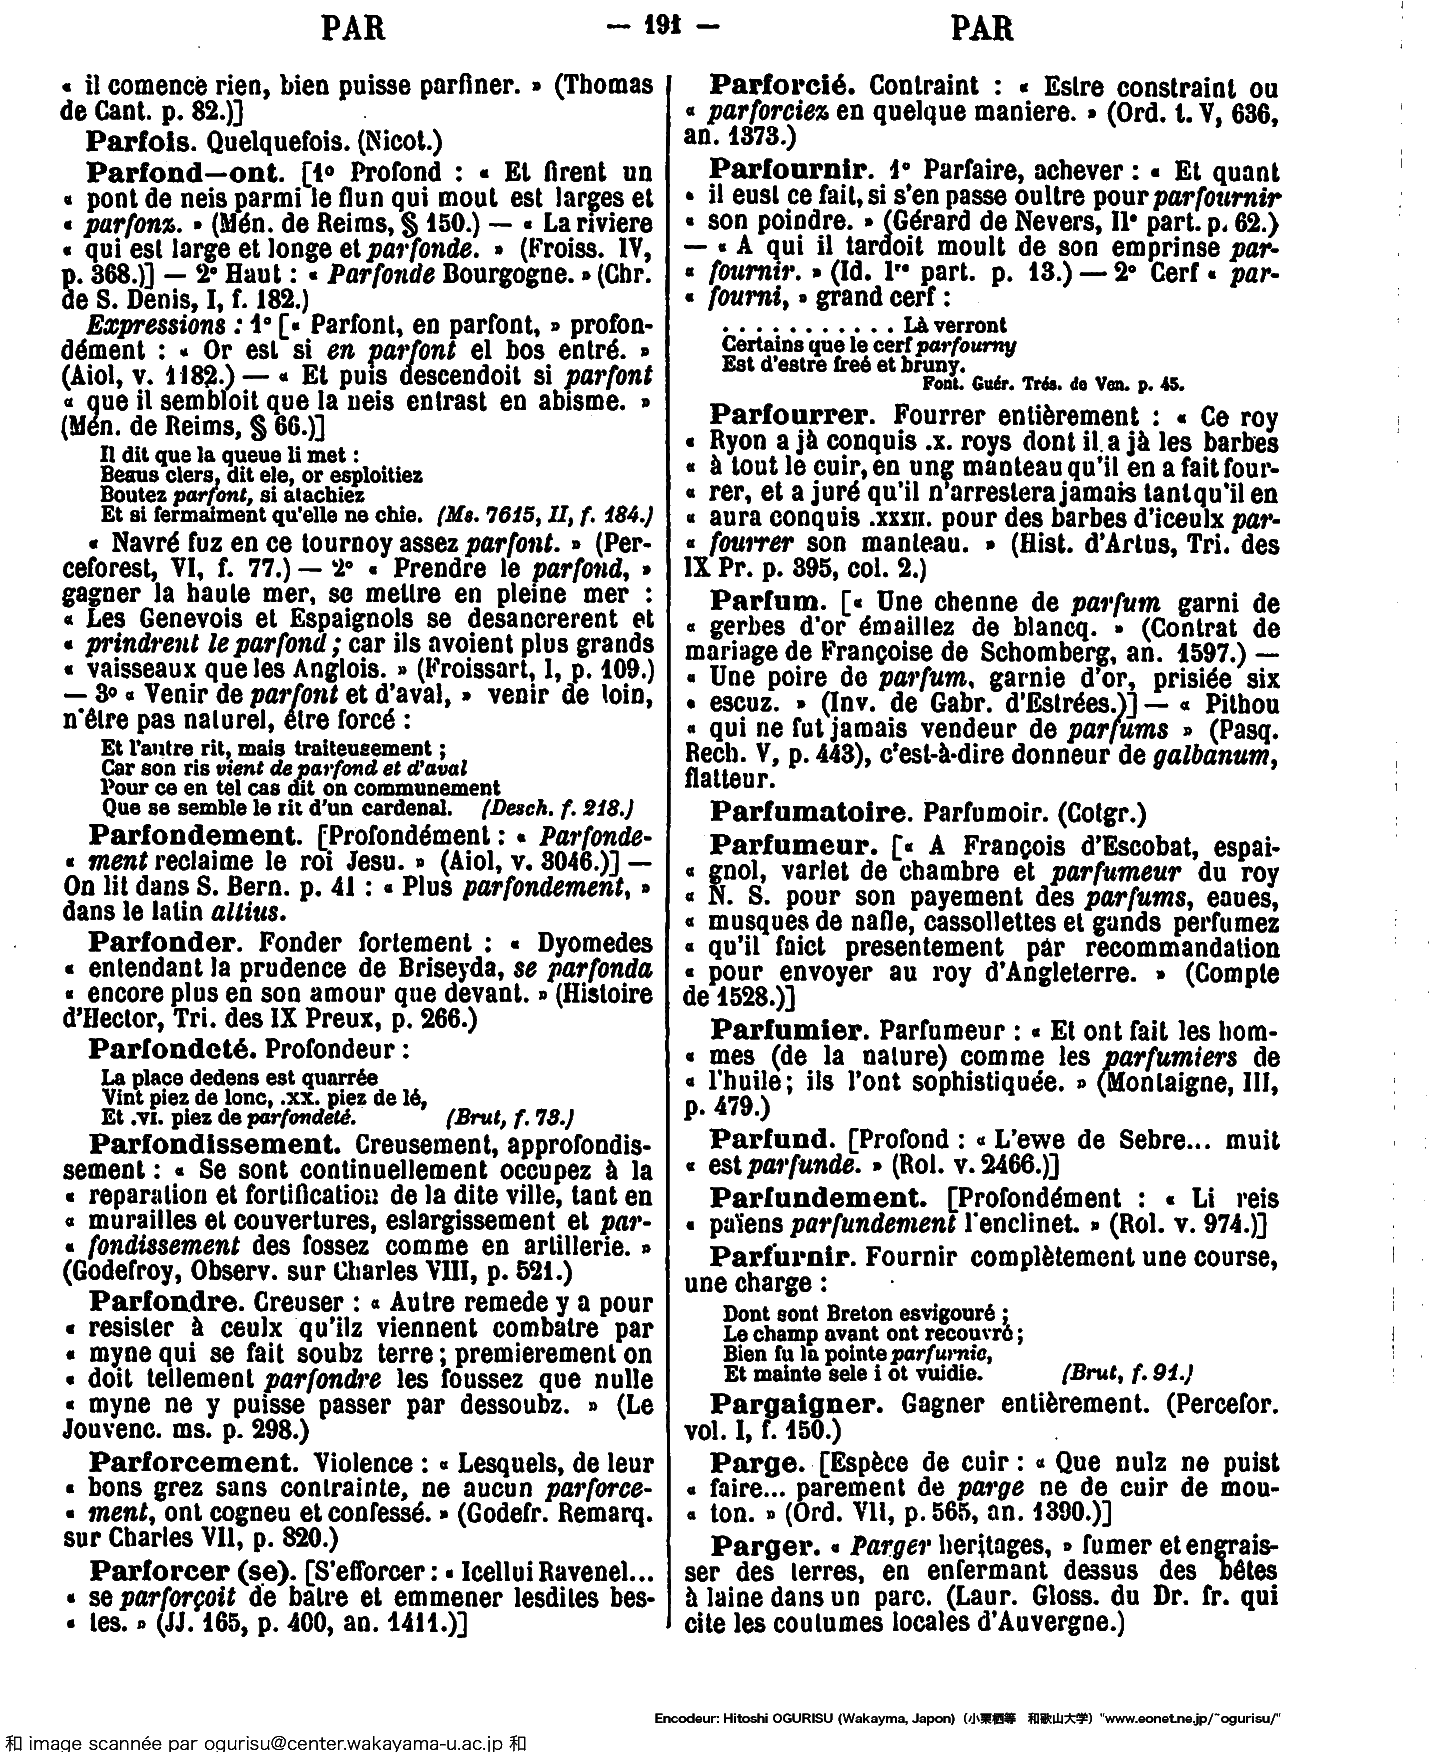 PAR — 191 — PAR
« il comence rien, bien puisse parfiner. » (Thomas
de Cant. p. 82.)]
Parfois. Quelquefois. (Nicot.)
Parfond—ont. [1º Profond : « Et firent un
« pont de neis parmi le flun qui mout est larges et
« parfonz. » (Mén. de Reims, § 150.) — « La riviere
« qui est large et longe et parfonde. » (Froiss. IV,
p. 368.)] — 2º Haut : « Parfonde Bourgogne. » (Chr.
de S. Denis, I, f. 182.)
Expressions : 1º [« Parfont, en parfont, » profon-
dément : « Or est si en parfont el bos entré. »
(Aiol, v. 1182.) — « Et puis descendoit si parfont
« que il sembloit que la neis entrast en abisme. »
(Mén. de Reims, § 66.)]
Il dit que la queue li met :
Beaus clers, dit ele, or esploitiez
Boutez parfont, si atachiez
Et si fermaiment qu'elle ne chie. (Ms. 7615, II, f. 184.)
« Navré fuz en ce tournoy assez parfont. » (Per-
ceforest, VI, f. 77.) — 2º « Prendre le parfond, »
gagner la haute mer, se mettre en pleine mer :
« Les Genevois et Espaignols se desancrerent et
« prindrent le parfond ; car ils avoient plus grands
« vaisseaux que les Anglois. » (Froissart, I, p. 109.)
— 3º « Venir de parfont et d'aval, » venir de loin,
n'être pas naturel, être forcé :
Et l'autre rit, mais traiteusement ;
Car son ris vient de parfond et d'aval
Pour ce en tel cas dit on communement
Que se semble le rit d'un cardenal. (Desch. f. 218.)
Parfondement. [Profondément : « Parfonde-
« ment reclaime le roi Jesu. » (Aiol, v. 3046.)] —
On lit dans S. Bern. p. 41 : « Plus parfondement, »
dans le latin altius.
Parfonder. Fonder fortement : « Dyomedes
« entendant la prudence de Briseyda, se parfonda
« encore plus en son amour que devant. » (Histoire
d'Hector, Tri. des IX Preux, p. 266.)
Parfondeté. Profondeur :
La place dedens est quarrée
Vint piez de lonc, .XX. piez de lé,
Et .VI. piez de parfondeté. (Brut, f. 73.)
Parfondissement. Creusement, approfondis-
sement : « Se sont continuellement occupez à la
« reparation et fortification de la dite ville, tant en
« murailles et couvertures, eslargissement et par-
« fondissement des fossez comme en artillerie. »
(Godefroy, Observ. sur Charles VIII, p. 521.)
Parfondre. Creuser : « Autre remede y a pour
« resister à ceulx qu'ilz viennent combatre par
« myne qui se fait soubz terre ; premierement on
« doit tellement parfondre les foussez que nulle
« myne ne y puisse passer par dessoubz. » (Le
Jouvenc. ms. p. 298.)
Parforcement. Violence : « Lesquels, de leur
« bons grez sans contrainte, ne aucun parforce-
« ment, ont cogneu et confessé. » (Godefr. Remarq.
sur Charles VII, p. 820.)
Parforcer (se). [S'efforcer : « Icellui Ravenel...
« se parforçoit de batre et emmener lesdites bes-
« tes. » (JJ. 165, p. 400, an. 1411.)]
Parforcié. Contraint : « Estre constraint ou
« parforciez en quelque maniere. » (Ord. t. V, 636,
an. 1373.)
Parfournir. 1º Parfaire, achever : « Et quant
« il eust ce fait, si s'en passe oultre pour parfournir
« son poindre. » (Gérard de Nevers, IIe part. p. 62.)
— « A qui il tardoit moult de son emprinse par-
« fournir. » (Id. Ire part. p. 13.) — 2º Cerf « par-
« fourni, » grand cerf :
. . . . . . . . . . . Là verront
Certains que le cerf parfourny
Est d'estre freé et bruny.
Font. Guér. Trés. de Ven. p. 45.
Parfourrer. Fourrer entièrement : « Ce roy
« Ryon a jà conquis .X. roys dont il a jà les barbes
« à tout le cuir, en ung manteau qu'il en a fait four-
« rer, et a juré qu'il n'arrestera jamais tant qu'il en
« aura conquis .XXXII. pour des barbes d'iceulx par-
« fourrer son manteau. » (Hist. d'Artus, Tri. des
IX Pr. p. 395, col. 2.)
Parfum. [« Une chenne de parfum garni de
« gerbes d'or émaillez de blancq. » (Contrat de
mariage de Françoise de Schomberg, an. 1597.) —
« Une poire de parfum, garnie d'or, prisiée six
« escuz. » (Inv. de Gabr. d'Estrées.)] — « Pithou
« qui ne fut jamais vendeur de parfums » (Pasq.
Rech. V, p. 443), c'est-à-dire donneur de galbanum,
flatteur.
Parfumatoire. Parfumoir. (Cotgr.)
Parfumeur. [« A François d'Escobat, espai-
« gnol, varlet de chambre et parfumeur du roy
« N. S. pour son payement des parfums, eaues,
« musques de nafle, cassollettes et gands perfumez
« qu'il faict presentement par recommandation
« pour envoyer au roy d'Angleterre. » (Compte
de 1528.)]
Parfumier. Parfumeur : « Et ont fait les hom-
« mes (de la nature) comme les parfumiers de
« l'huile ; ils l'ont sophistiquée. » (Montaigne, III,
p. 479.)
Parfund. [Profond : « L'ewe de Sebre... muit
« est parfunde. » (Rol. v. 2466.)]
Parfundement. [Profondément : « Li reis
« païens parfundement l'enclinet. » (Rol. v. 974.)]
Parfurnir. Fournir complètement une course,
une charge :
Dont sont Breton esvigouré ;
Le champ avant ont recouvré ;
Bien fu la pointe parfurnie,
Et mainte sele i ot vuidie. (Brut, f. 91.)
Pargaigner. Gagner entièrement. (Percefor.
vol. I, f. 150.)
Parge. [Espèce de cuir : « Que nulz ne puist
« faire... parement de parge ne de cuir de mou-
« ton. » (Ord. VII, p. 565, an. 1390.)]
Parger. « Parger heritages, » fumer et engrais-
ser des terres, en enfermant dessus des bêtes
à laine dans un parc. (Laur. Gloss. du Dr. fr. qui
cite les coutumes locales d'Auvergne.)
Encodeur: Hitoshi OGURISU (Wakayma, Japon) (小栗栖等 和歌山大学) "www.eonet.ne.jp/~ogurisu/"
和 image scannée par ogurisu@center.wakayama-u.ac.jp 和